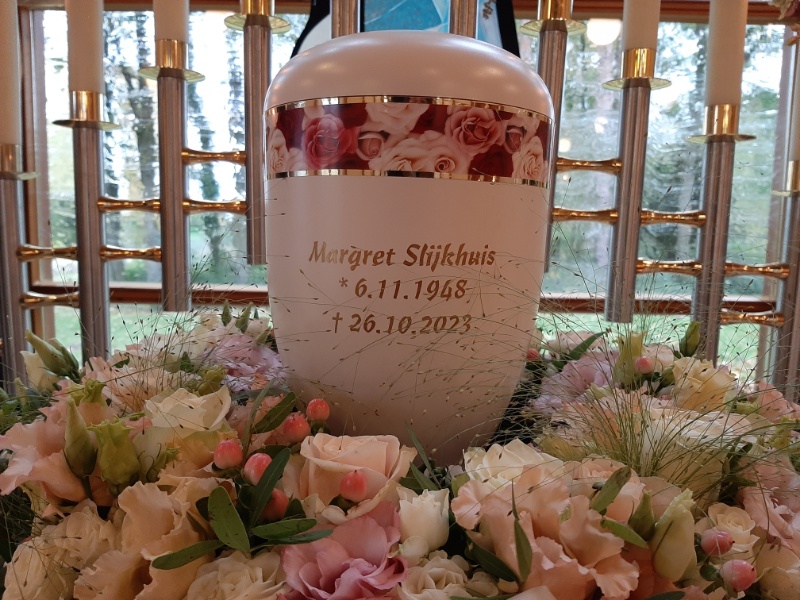 Margret Slijkhuis
* 6.11.1948
† 26.10.2023